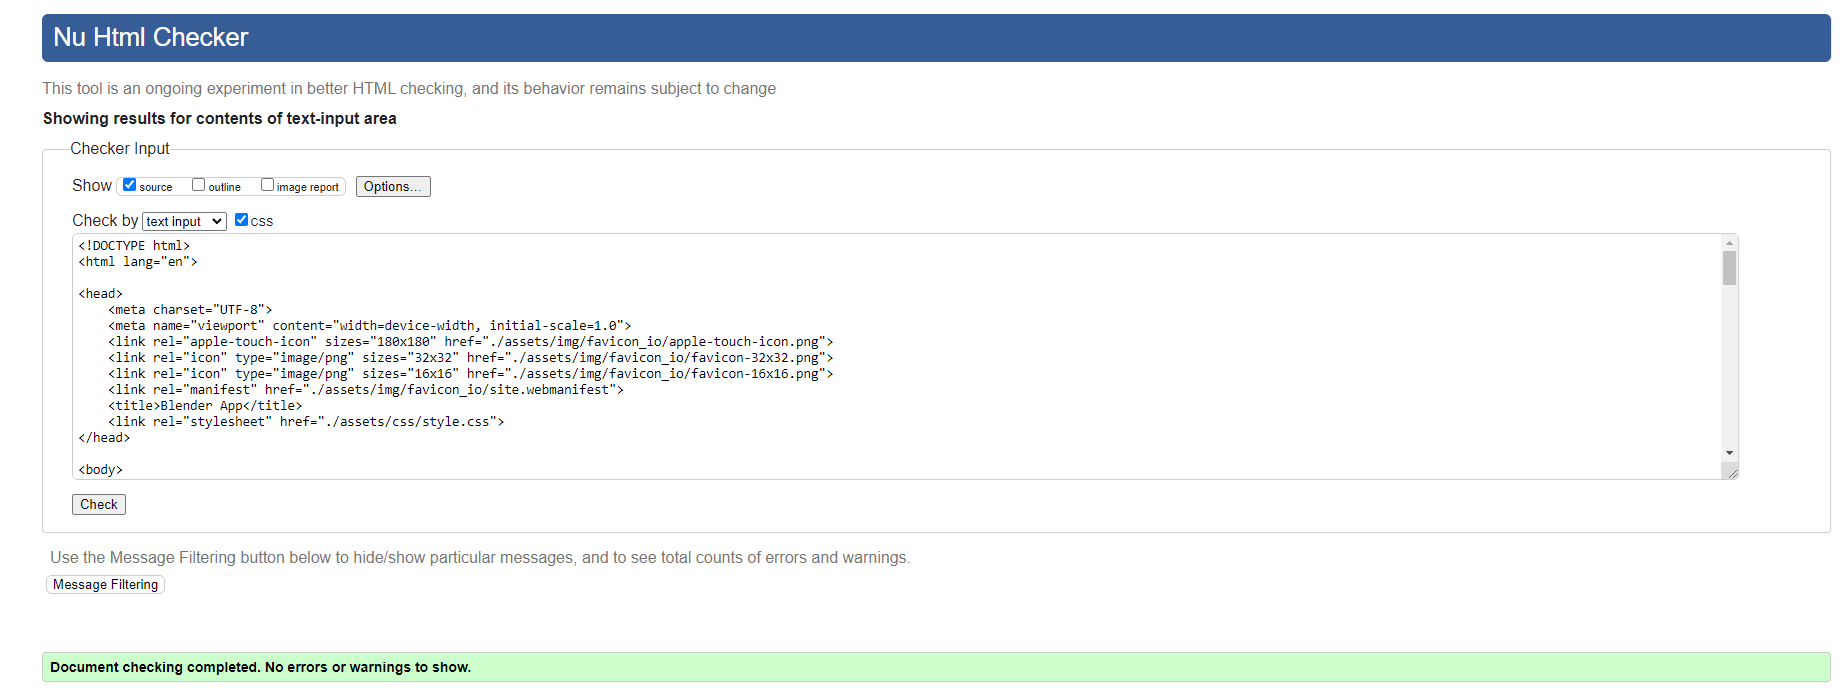 Nu Html Checker
This tool is an ongoing experiment in better HTML checking, and its behavior remains subject to change
Showing results for contents of text-input area
Checker Input
Show source outline image report Options...
Check by text input css
<!DOCTYPE html>
<html lang="en">
<head>
<meta charset="UTF-8">
<meta name="viewport" content="width=device-width, initial-scale=1.0">
<link rel="apple-touch-icon" sizes="180x180" href="./assets/img/favicon_io/apple-touch-icon.png">
<link rel="icon" type="image/png" sizes="32x32" href="./assets/img/favicon_io/favicon-32x32.png">
<link rel="icon" type="image/png" sizes="16x16" href="./assets/img/favicon_io/favicon-16x16.png">
<link rel="manifest" href="./assets/img/favicon_io/site.webmanifest">
<title>Blender App</title>
<link rel="stylesheet" href="./assets/css/style.css">
</head>
<body>
Check
Use the Message Filtering button below to hide/show particular messages, and to see total counts of errors and warnings.
Message Filtering
Document checking completed. No errors or warnings to show.